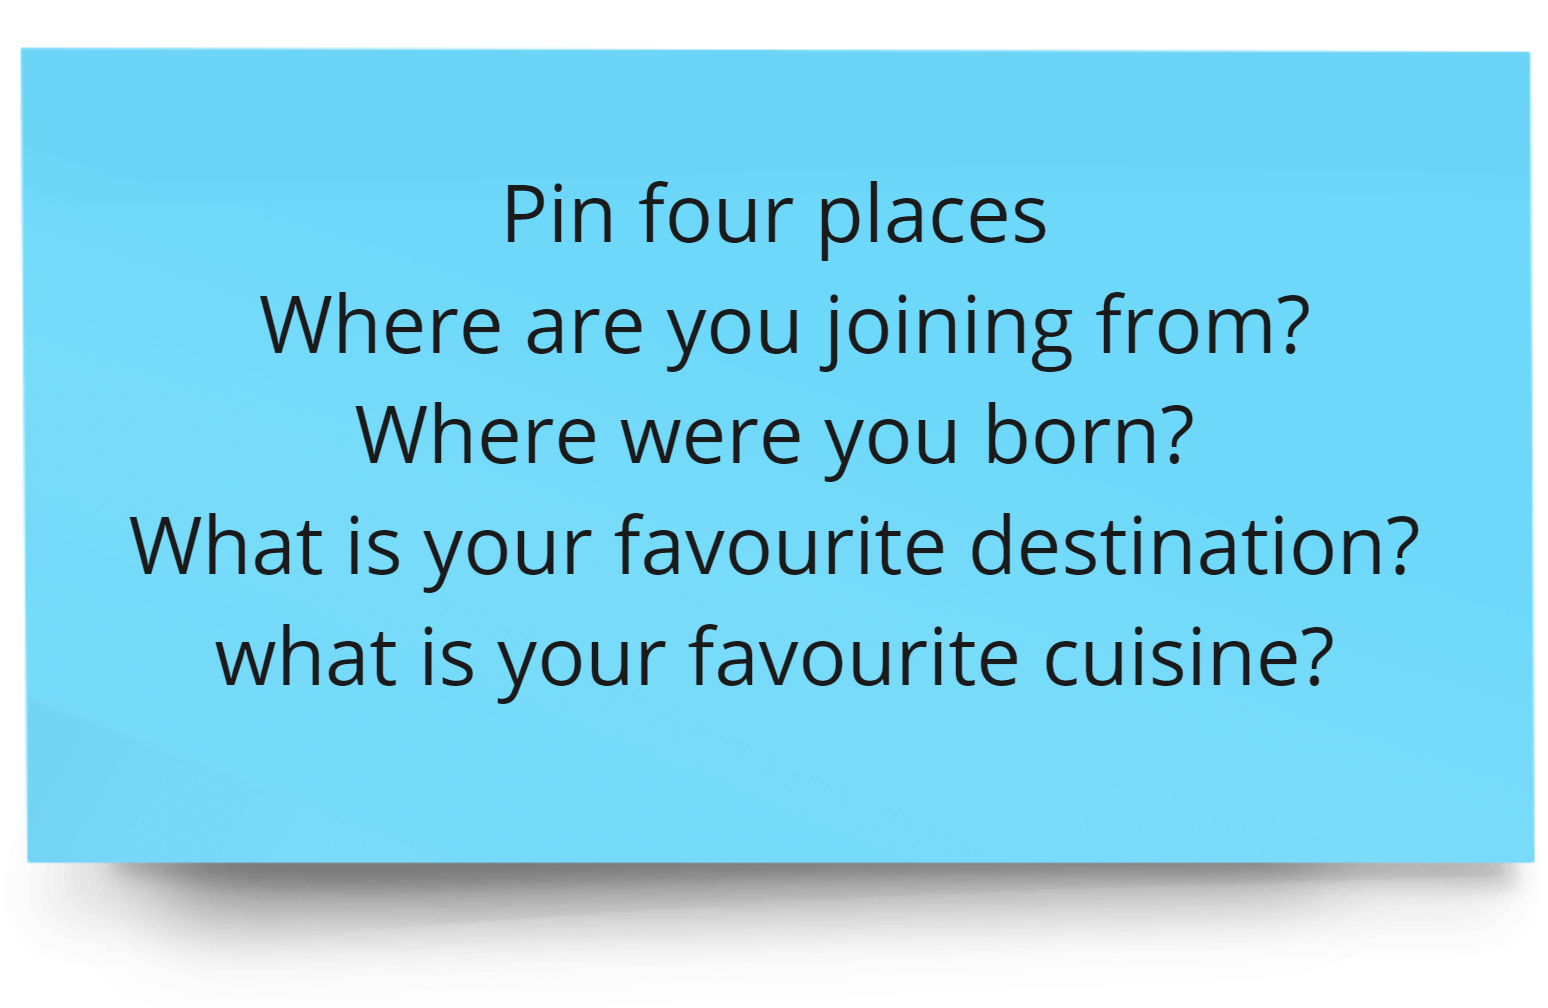 Pin four places
Where are you joining from?
Where were you born?
What is your favourite destination?
what is your favourite cuisine?